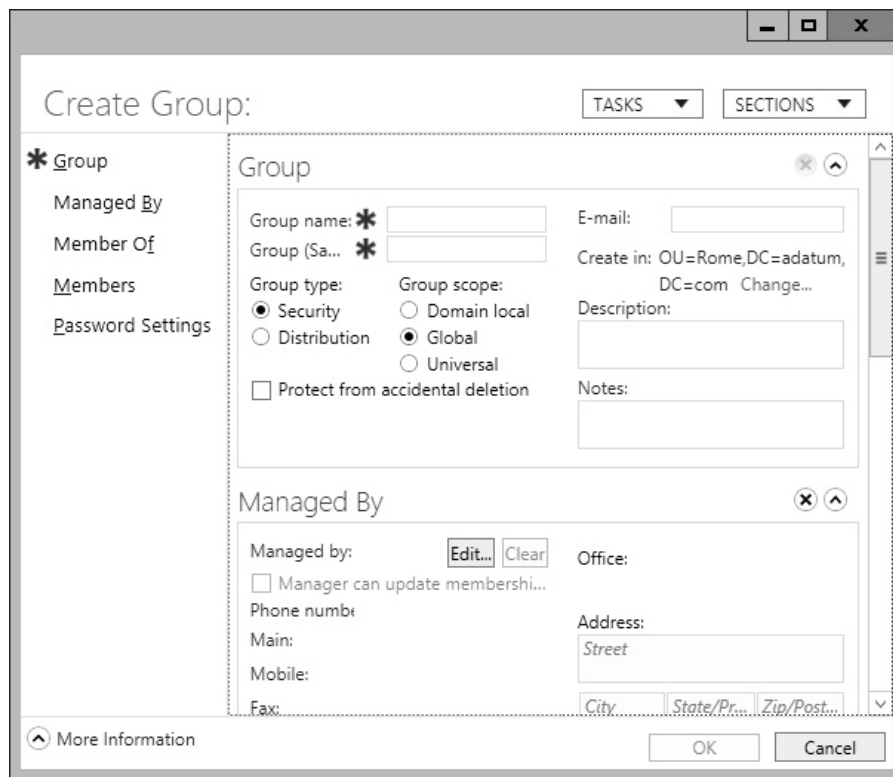 Create Group:
TASKS
SECTIONS
Group
Managed By
Member Of
Members
Password Settings
Group
Group name:
Group (Sa...
Group type:
Group scope:
Security
Domain local
Distribution
Global
Universal
Protect from accidental deletion
E-mail:
Create in: OU=Rome,DC=adatum,
DC=com Change...
Description:
Notes:
Managed By
Managed by:
Edit...
Clear
Manager can update membershi...
Phone numbe
Main:
Mobile:
Fax:
Office:
Address:
Street
City
State/Pr...
Zip/Post...
More Information
OK
Cancel